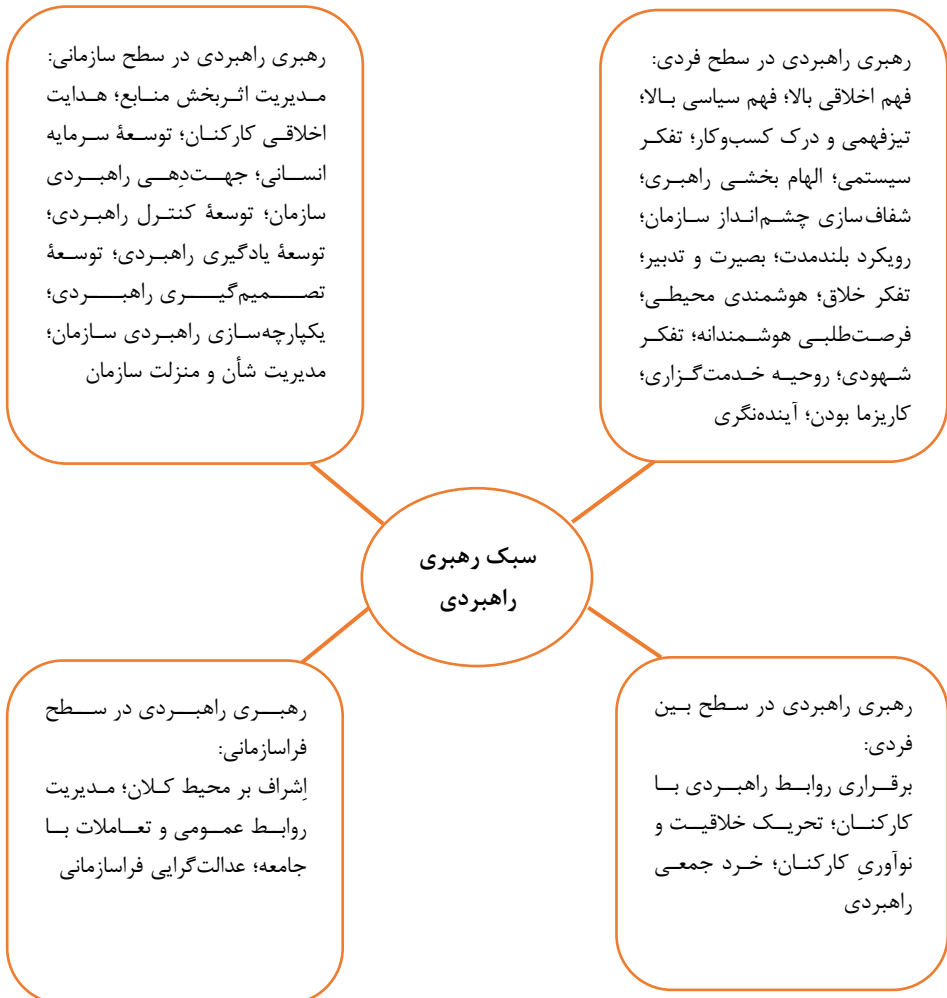 رهبری راهبردی در سطح فردی:
فهم اخلاقی بالا؛ فهم سیاسی بالا؛
تیزفهمی و درک کسب‌وکار؛ تفکر
سیستمی؛ الهام بخشی راهبری؛
شفاف‌سازی چشم‌انداز سازمان؛
رویکرد بلندمدت؛ بصیرت و تدبیر؛
تفکر خلاق؛ هوشمندی محیطی؛
فرصت‌طلبی هوشمندانه؛ تفکر
شهودی؛ روحیه خدمت‌گزاری؛
کاریزما بودن؛ آینده‌نگری
رهبری راهبردی در سطح سازمانی:
مدیریت اثربخش منابع؛ هدایت
اخلاقی کارکنان؛ توسعهٔ سرمایه
انسانی؛ جهت‌دِهی راهبردی
سازمان؛ توسعهٔ کنترل راهبردی؛
توسعهٔ یادگیری راهبردی؛ توسعهٔ
تصمیم‌گیری راهبردی؛
یکپارچه‌سازی راهبردی سازمان؛
مدیریت شأن و منزلت سازمان
سبک رهبری
راهبردی
رهبری راهبردی در سطح بین
فردی:
برقراری روابط راهبردی با
کارکنان؛ تحریک خلاقیت و
نوآوریِ کارکنان؛ خرد جمعی
راهبردی
رهبری راهبردی در سطح
فراسازمانی:
اِشراف بر محیط کلان؛ مدیریت
روابط عمومی و تعاملات با
جامعه؛ عدالت‌گرایی فراسازمانی